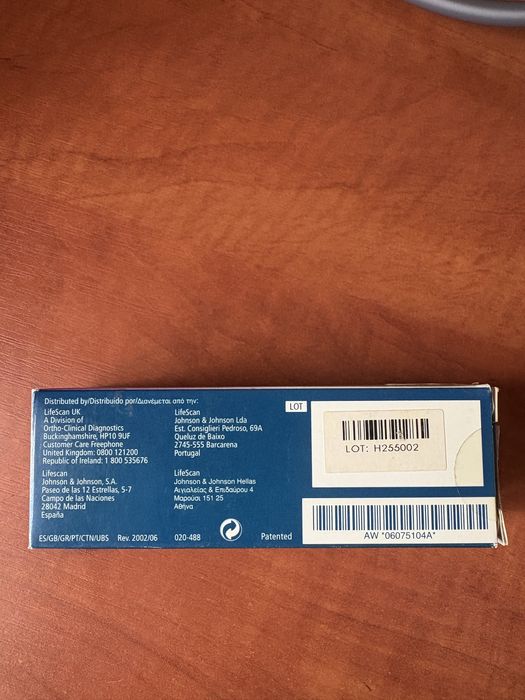 Distributed by/Distribuido por/Διανέμεται από την:
LifeScan UK
A Division of
Ortho-Clinical Diagnostics
Buckinghamshire, HP10 9UF
Customer Care Freephone
United Kingdom: 0800 121200
Republic of Ireland: 1 800 535676
Lifescan
Johnson & Johnson, S.A.
Paseo de las 12 Estrellas, 5-7
Campo de las Naciones
28042 Madrid
España
LifeScan
Johnson & Johnson Lda
Est. Consiglieri Pedroso, 69A
Queluz de Baixo
2745-555 Barcarena
Portugal
LifeScan
Johnson & Johnson Hellas
Αιγιαλείας & Επιδαύρου 4
Μαρούσι 151 25
Αθήνα
ES/GB/GR/PT/CTN/UBS Rev. 2002/06 020-488 Patented
LOT
LOT: H255002
AW *06075104A*